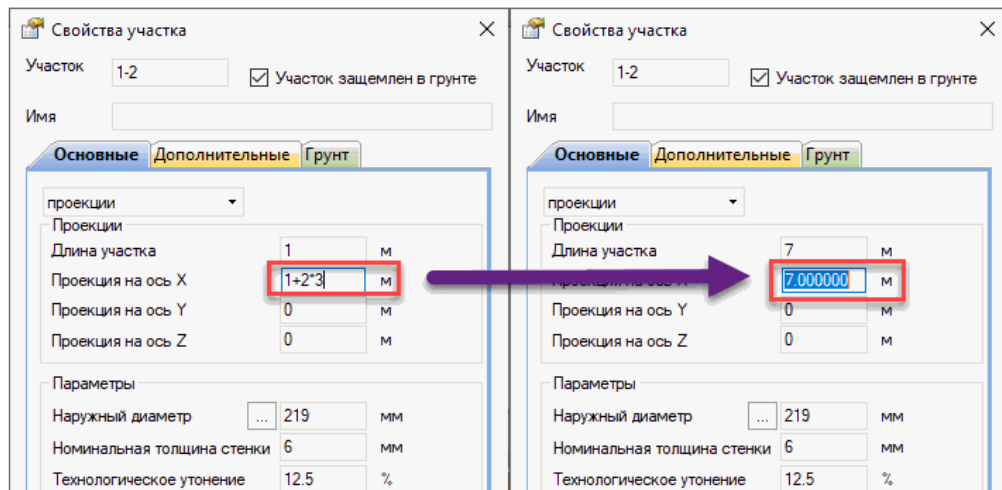 Свойства участка
Участок 1-2 Участок защемлен в грунте
Имя
Основные Дополнительные Грунт
проекции
Проекции
Длина участка 1 м
Проекция на ось X 1+2*3 м
Проекция на ось Y 0 м
Проекция на ось Z 0 м
Параметры
Наружный диаметр ... 219 мм
Номинальная толщина стенки 6 мм
Технологическое утонение 12.5 %
Свойства участка
Участок 1-2 Участок защемлен в грунте
Имя
Основные Дополнительные Грунт
проекции
Проекции
Длина участка 7 м
Проекция на ось X 7.000000 м
Проекция на ось Y 0 м
Проекция на ось Z 0 м
Параметры
Наружный диаметр ... 219 мм
Номинальная толщина стенки 6 мм
Технологическое утонение 12.5 %